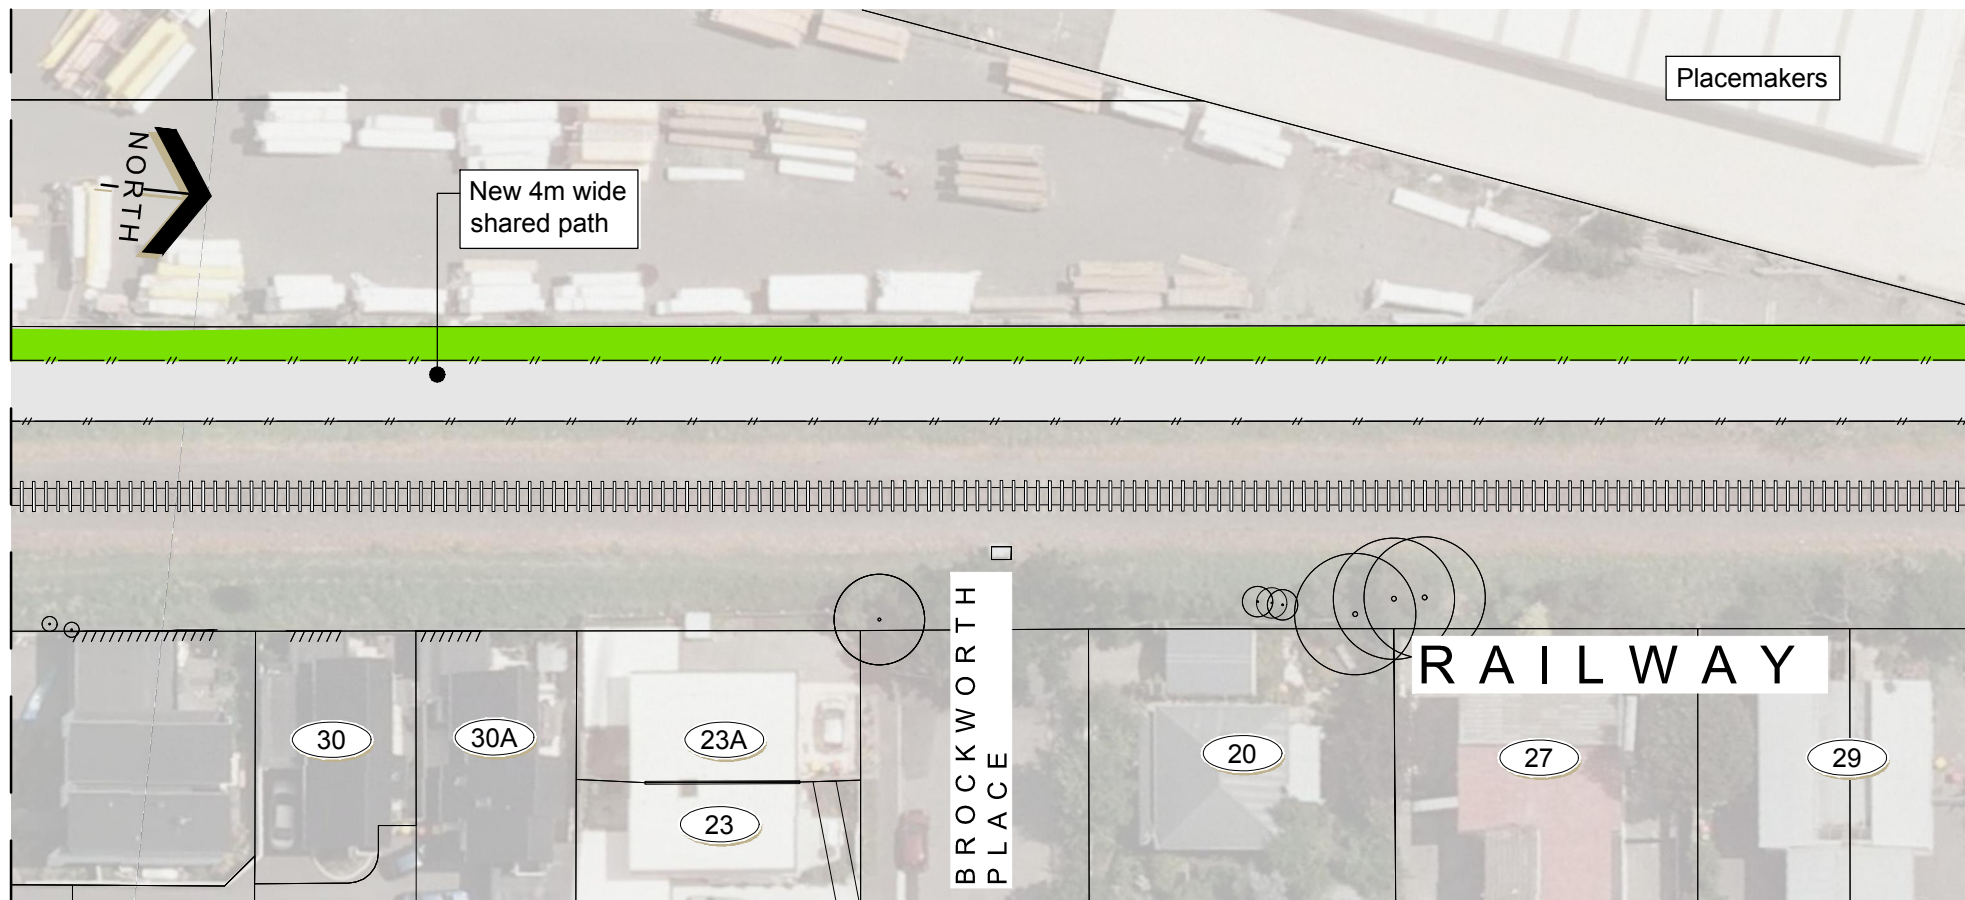 Placemakers
NORTH
New 4m wide
shared path
RAILWAY
BROCKWORTH
PLACE
30
30A
23A
23
20
27
29